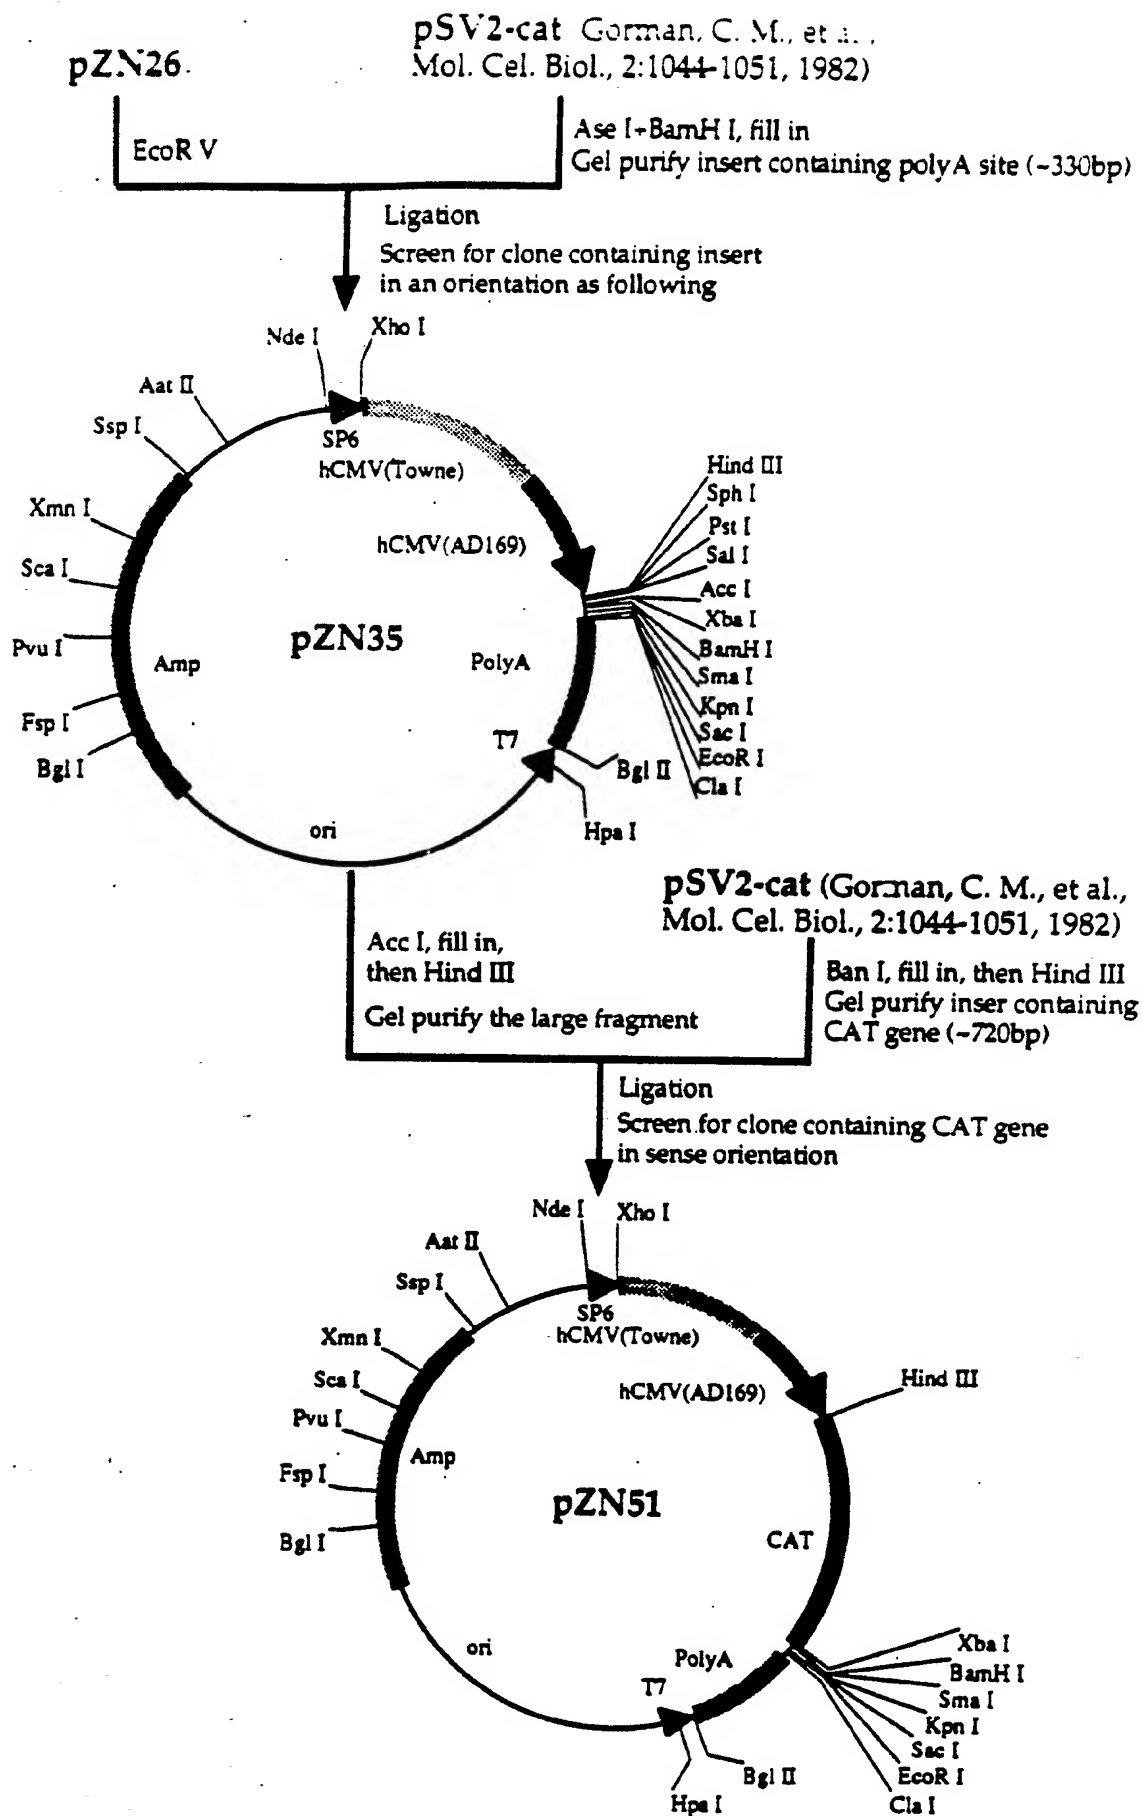 pZN26
pSV2-cat Gorman, C. M., et al.,
Mol. Cel. Biol., 2:1044-1051, 1982)
EcoR V
Ase I+BamH I, fill in
Gel purify insert containing polyA site (~330bp)
Ligation
Screen for clone containing insert
in an orientation as following
Nde I
Xho I
Aat II
Ssp I
Xmn I
Sca I
Pvu I
Fsp I
Bgl I
SP6
hCMV(Towne)
hCMV(AD169)
pZN35
Amp
PolyA
T7
ori
Hind III
Sph I
Pst I
Sal I
Acc I
Xba I
BamH I
Sma I
Kpn I
Sac I
EcoR I
Cla I
Bgl II
Hpa I
Acc I, fill in,
then Hind III
Gel purify the large fragment
pSV2-cat (Gorman, C. M., et al.,
Mol. Cel. Biol., 2:1044-1051, 1982)
Ban I, fill in, then Hind III
Gel purify inser containing
CAT gene (~720bp)
Ligation
Screen for clone containing CAT gene
in sense orientation
Nde I
Xho I
Aat II
Ssp I
Xmn I
Sca I
Pvu I
Fsp I
Bgl I
SP6
hCMV(Towne)
hCMV(AD169)
Hind III
Amp
pZN51
CAT
ori
PolyA
T7
Xba I
BamH I
Sma I
Kpn I
Sac I
EcoR I
Cla I
Bgl II
Hpa I